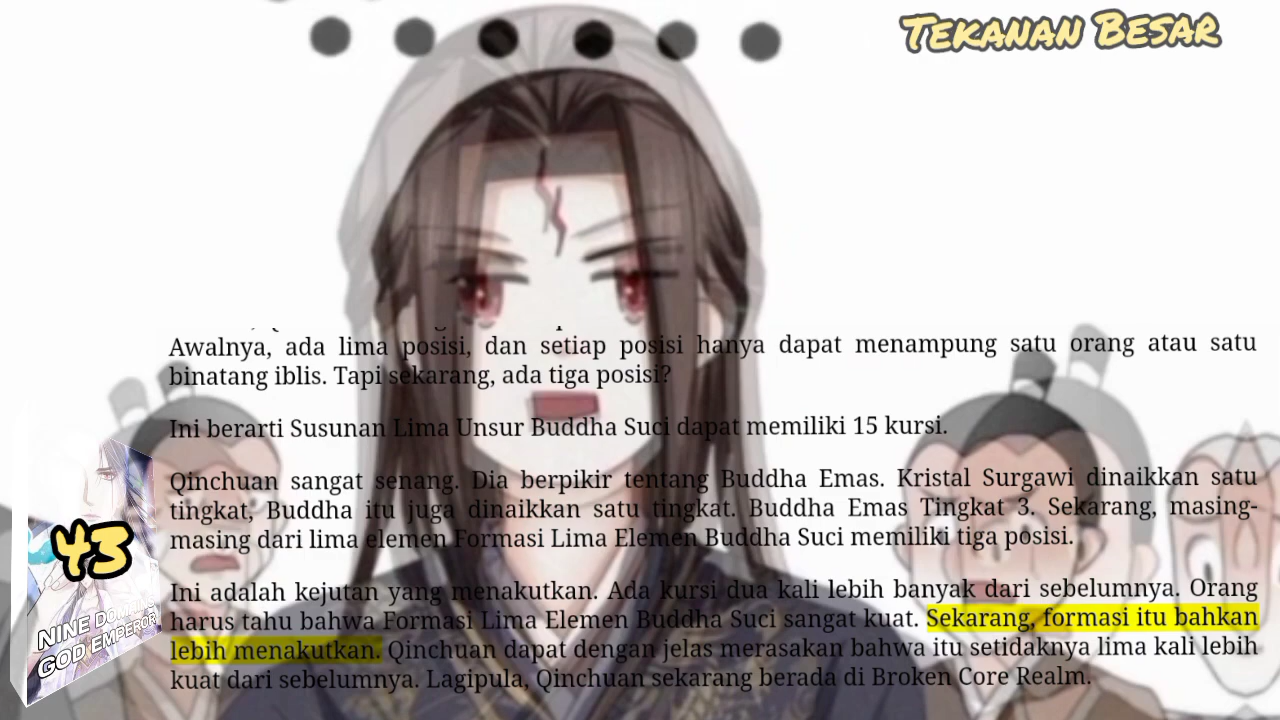 Tekanan Besar
Awalnya, ada lima posisi, dan setiap posisi hanya dapat menampung satu orang atau satu
binatang iblis. Tapi sekarang, ada tiga posisi?
Ini berarti Susunan Lima Unsur Buddha Suci dapat memiliki 15 kursi.
Qinchuan sangat senang. Dia berpikir tentang Buddha Emas. Kristal Surgawi dinaikkan satu
tingkat, Buddha itu juga dinaikkan satu tingkat. Buddha Emas Tingkat 3. Sekarang, masing-
masing dari lima elemen Formasi Lima Elemen Buddha Suci memiliki tiga posisi.
Ini adalah kejutan yang menakutkan. Ada kursi dua kali lebih banyak dari sebelumnya. Orang
harus tahu bahwa Formasi Lima Elemen Buddha Suci sangat kuat. Sekarang, formasi itu bahkan
lebih menakutkan. Qinchuan dapat dengan jelas merasakan bahwa itu setidaknya lima kali lebih
kuat dari sebelumnya. Lagipula, Qinchuan sekarang berada di Broken Core Realm.
43
NINE DOMAINS
GOD EMPEROR